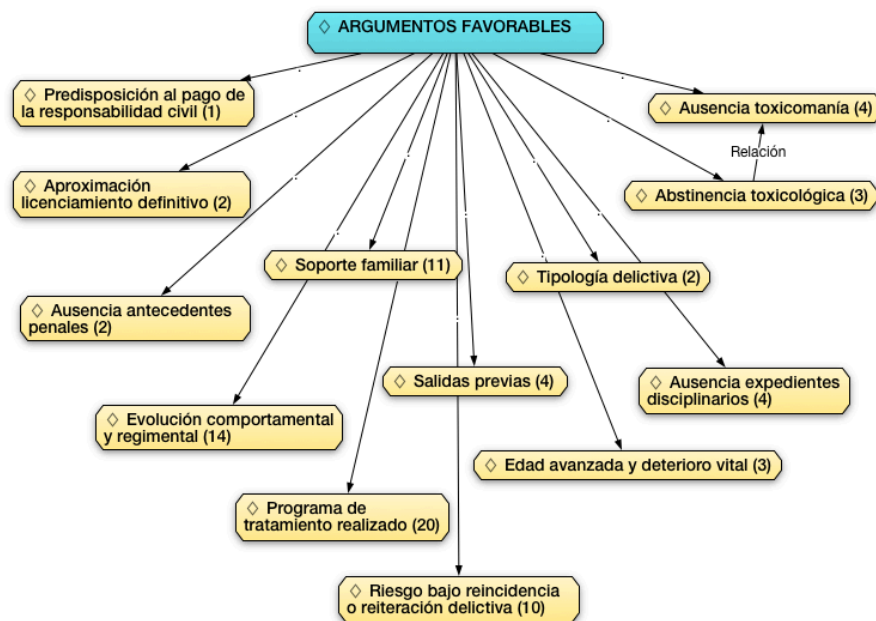 ◇ ARGUMENTOS FAVORABLES
◇ Predisposición al pago de
la responsabilidad civil (1)
◇ Ausencia toxicomanía (4)
Relación
◇ Aproximación
licenciamiento definitivo (2)
◇ Abstinencia toxicológica (3)
◇ Soporte familiar (11)
◇ Tipología delictiva (2)
◇ Ausencia antecedentes
penales (2)
◇ Salidas previas (4)
◇ Ausencia expedientes
disciplinarios (4)
◇ Evolución comportamental
y regimental (14)
◇ Edad avanzada y deterioro vital (3)
◇ Programa de
tratamiento realizado (20)
◇ Riesgo bajo reincidencia
o reiteración delictiva (10)